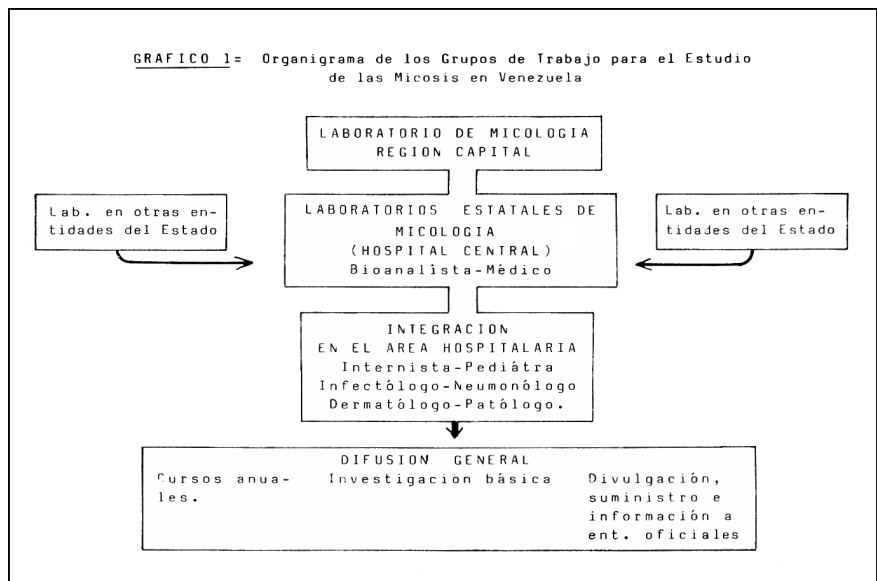 GRAFICO 1= Organigrama de los Grupos de Trabajo para el Estudio
de las Micosis en Venezuela
LABORATORIO DE MICOLOGIA
REGION CAPITAL
Lab. en otras en-
tidades del Estado
LABORATORIOS ESTATALES DE
MICOLOGIA
(HOSPITAL CENTRAL)
Bioanalista-Médico
Lab. en otras en-
tidades del Estado
INTEGRACION
EN EL AREA HOSPITALARIA
Internista-Pediátra
Infectólogo-Neumonólogo
Dermatólogo-Patólogo.
DIFUSION GENERAL
Cursos anua-
les.
Investigación básica
Divulgación,
suministro e
información a
ent. oficiales